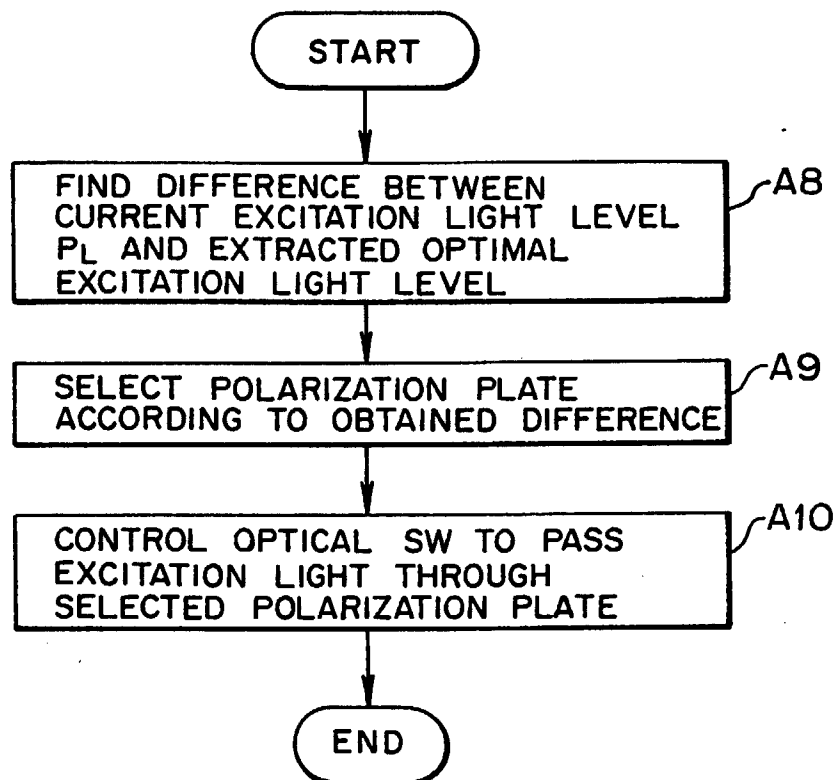 START
FIND DIFFERENCE BETWEEN
CURRENT EXCITATION LIGHT LEVEL
PL AND EXTRACTED OPTIMAL
EXCITATION LIGHT LEVEL
A8
SELECT POLARIZATION PLATE
ACCORDING TO OBTAINED DIFFERENCE
A9
CONTROL OPTICAL SW TO PASS
EXCITATION LIGHT THROUGH
SELECTED POLARIZATION PLATE
A10
END